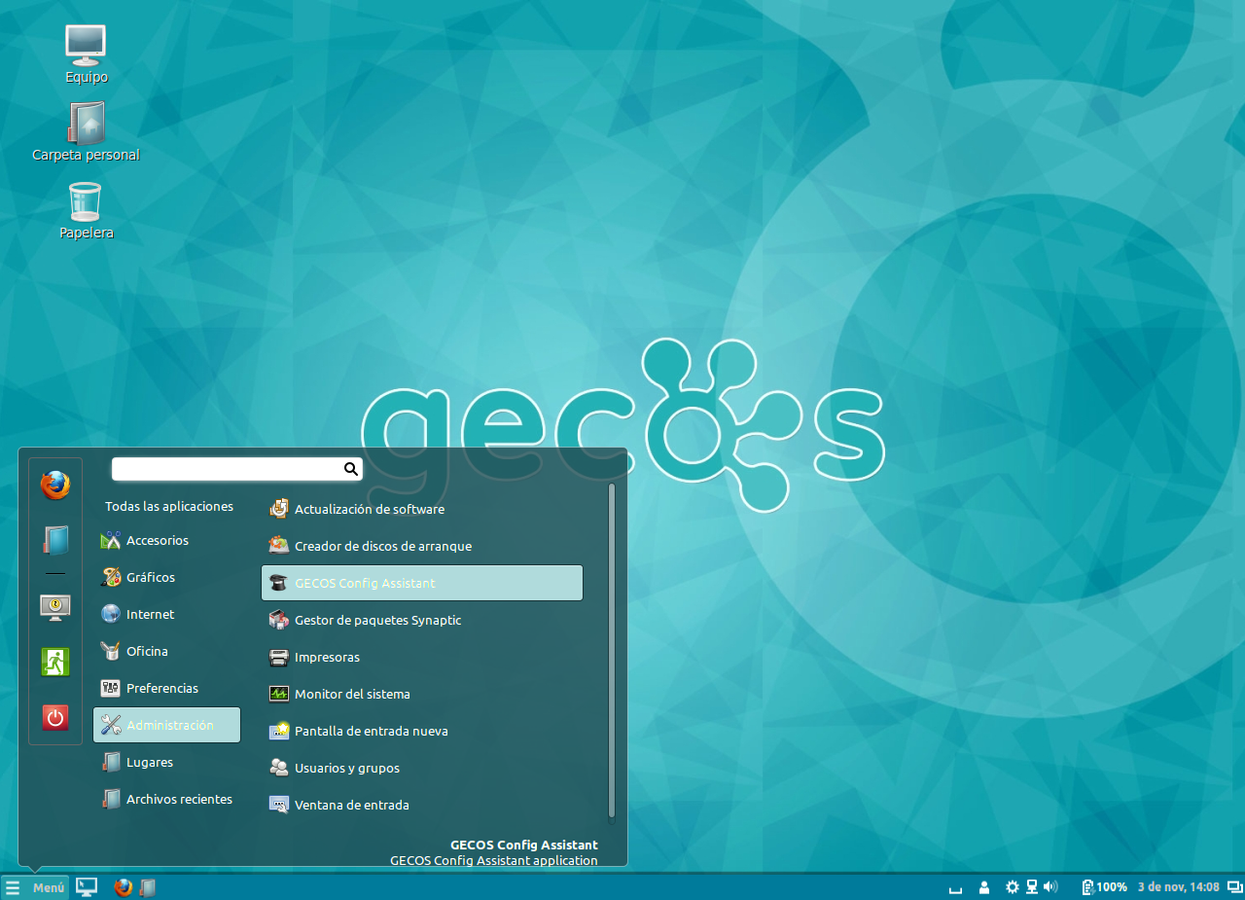 Equipo
Carpeta personal
Papelera
gecos
Todas las aplicaciones
Accesorios
Gráficos
Internet
Oficina
Preferencias
Administración
Lugares
Archivos recientes
Actualización de software
Creador de discos de arranque
GECOS Config Assistant
Gestor de paquetes Synaptic
Impresoras
Monitor del sistema
Pantalla de entrada nueva
Usuarios y grupos
Ventana de entrada
GECOS Config Assistant
GECOS Config Assistant application
Menú
100%
3 de nov, 14:08